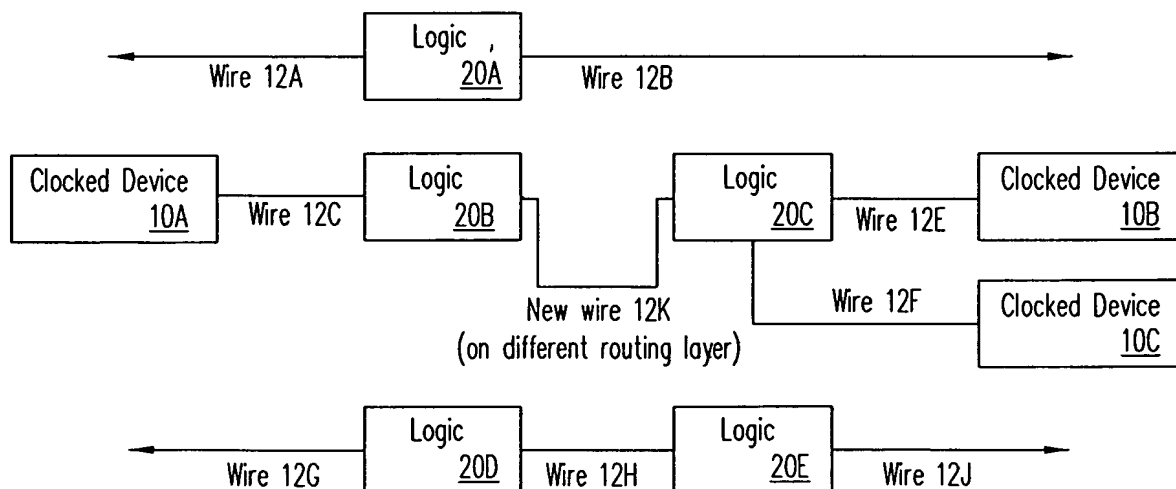 Logic
20A
Wire 12A
Wire 12B
Clocked Device
10A
Wire 12C
Logic
20B
Logic
20C
Wire 12E
Clocked Device
10B
New wire 12K
(on different routing layer)
Wire 12F
Clocked Device
10C
Wire 12G
Logic
20D
Wire 12H
Logic
20E
Wire 12J